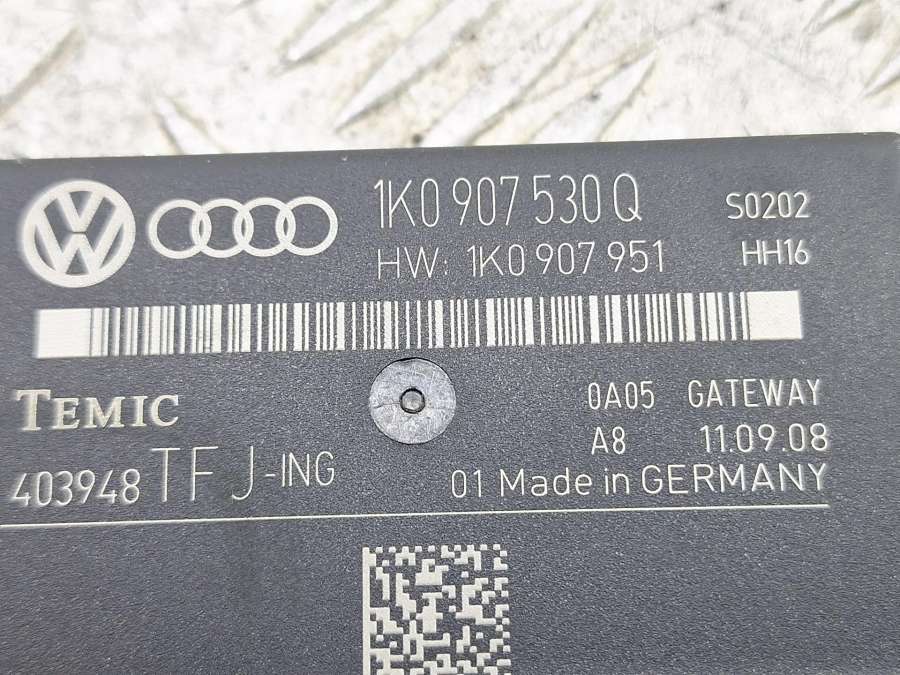 1K0 907 530 Q S0202
HW: 1K0 907 951 HH16
TEMIC 0A05 GATEWAY
A8 11.09.08
403948 TFJ-ING 01 Made in GERMANY